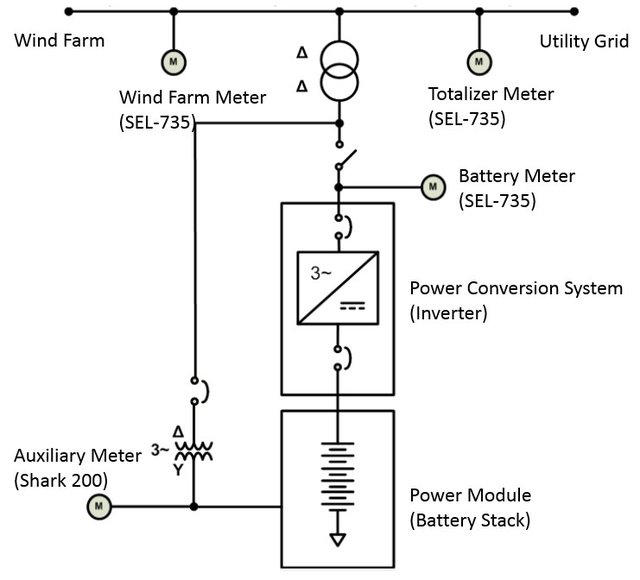 Wind Farm
Utility Grid
M
M
Δ
Δ
Wind Farm Meter
(SEL-735)
Totalizer Meter
(SEL-735)
M
Battery Meter
(SEL-735)
3~
Power Conversion System
(Inverter)
Δ
3~
Y
Auxiliary Meter
(Shark 200)
M
Power Module
(Battery Stack)